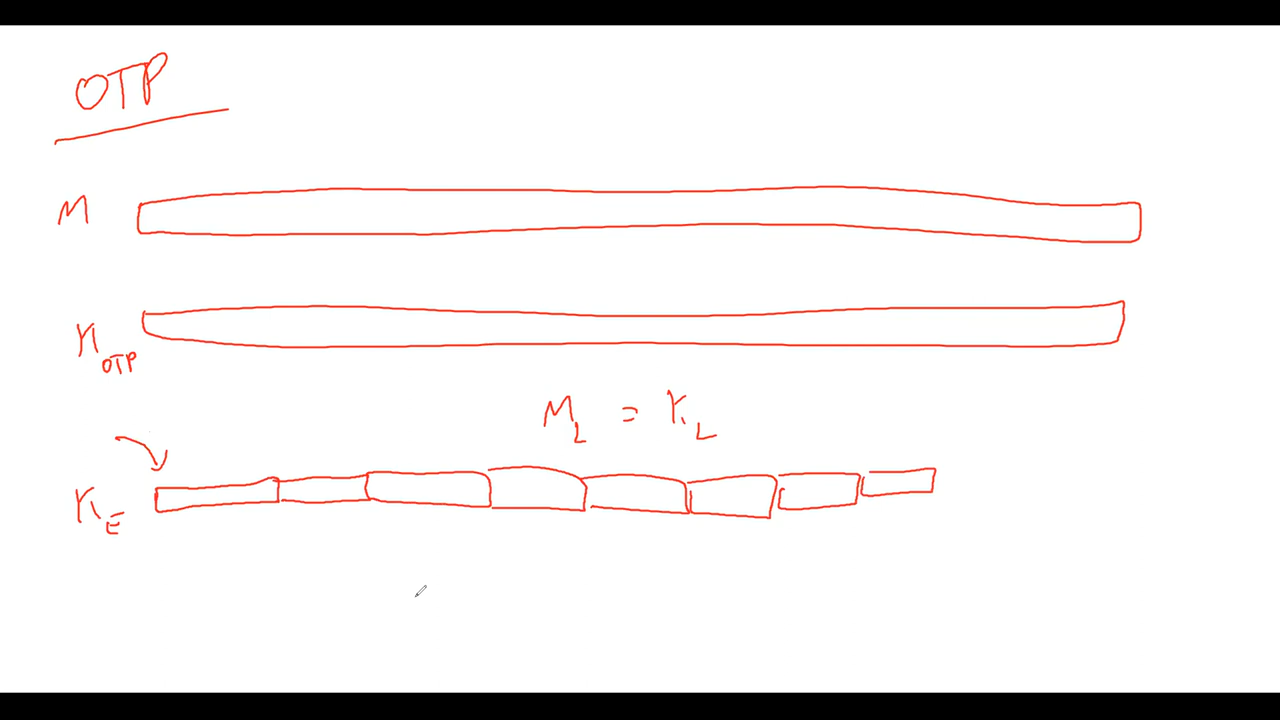 OTP
M
K OTP
M L = K L
K E